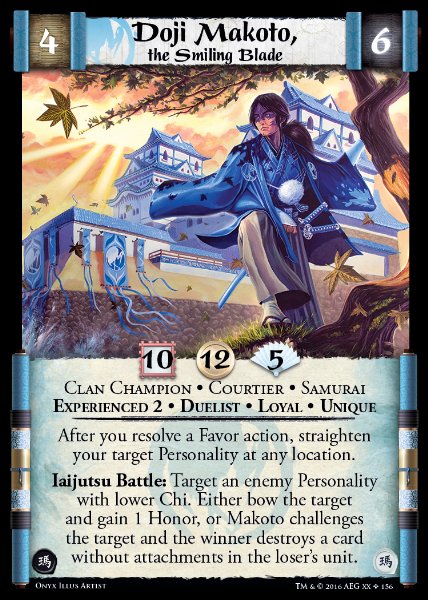 4
Doji Makoto,
the Smiling Blade
6
10 12 5
Clan Champion • Courtier • Samurai
Experienced 2 • Duelist • Loyal • Unique
After you resolve a Favor action, straighten
your target Personality at any location.
Iaijutsu Battle: Target an enemy Personality
with lower Chi. Either bow the target
and gain 1 Honor, or Makoto challenges
the target and the winner destroys a card
without attachments in the loser's unit.
瑪 瑪
Onyx Illus Artist
TM & © 2016 AEG XX ❖ 156